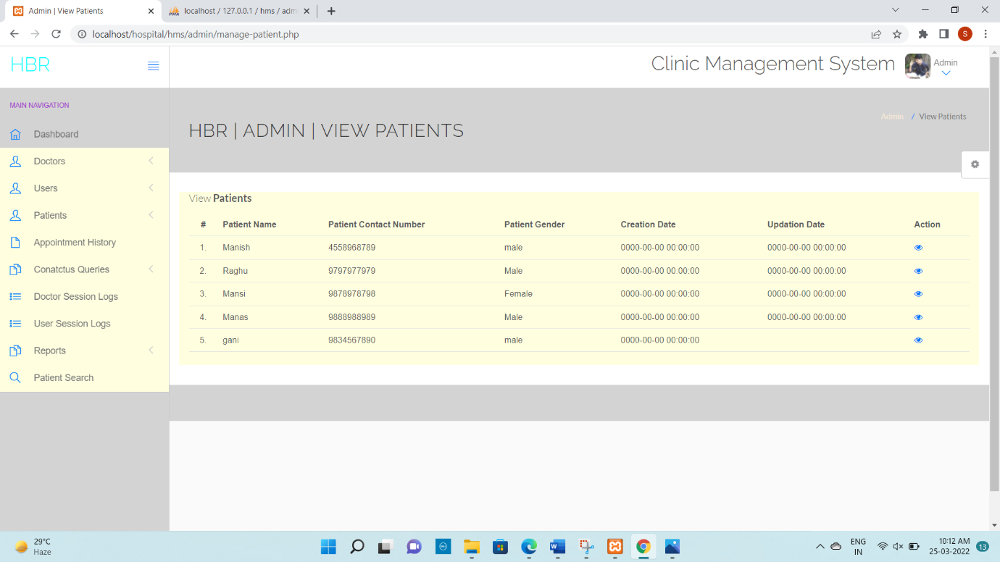 Admin | View Patients
localhost / 127.0.0.1 / hms / adm
localhost/hospital/hms/admin/manage-patient.php
S
HBR
Clinic Management System
Admin
MAIN NAVIGATION
Dashboard
Doctors
Users
Patients
Appointment History
Conatctus Queries
Doctor Session Logs
User Session Logs
Reports
Patient Search
HBR | ADMIN | VIEW PATIENTS
Admin / View Patients
View Patients
# Patient Name Patient Contact Number Patient Gender Creation Date Updation Date Action
1. Manish 4558968789 male 0000-00-00 00:00:00 0000-00-00 00:00:00
2. Raghu 9797977979 Male 0000-00-00 00:00:00 0000-00-00 00:00:00
3. Mansi 9878978798 Female 0000-00-00 00:00:00 0000-00-00 00:00:00
4. Manas 9888988989 Male 0000-00-00 00:00:00 0000-00-00 00:00:00
5. gani 9834567890 male 0000-00-00 00:00:00
29°C
Haze
ENG
IN
10:12 AM
25-03-2022
13